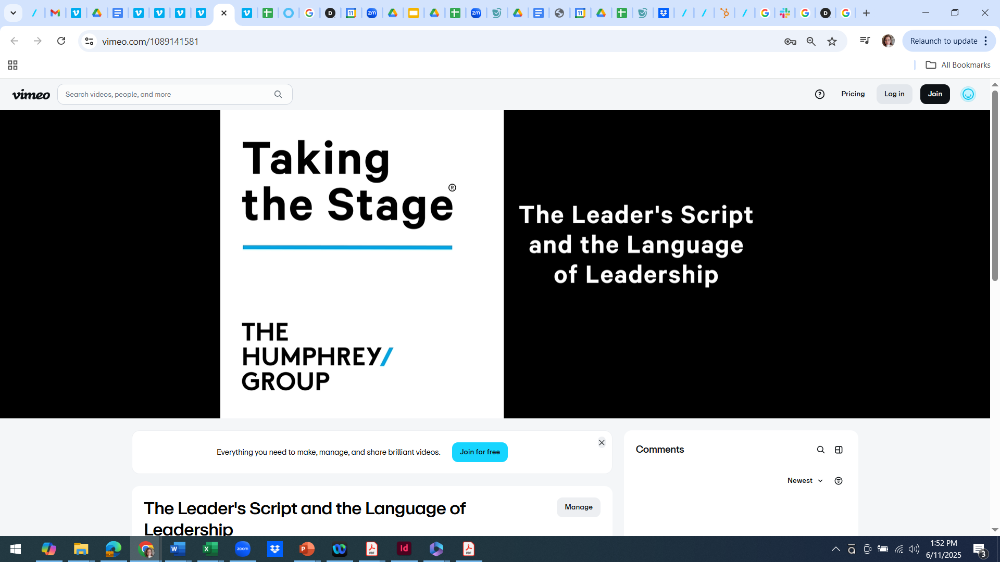 vimeo.com/1089141581
Relaunch to update
All Bookmarks
vimeo
Search videos, people, and more
Pricing
Log in
Join
Taking
the Stage®
THE
HUMPHREY/
GROUP
The Leader's Script
and the Language
of Leadership
Everything you need to make, manage, and share brilliant videos.
Join for free
Comments
Newest
The Leader's Script and the Language of
Leadership
Manage
1:52 PM
6/11/2025
3